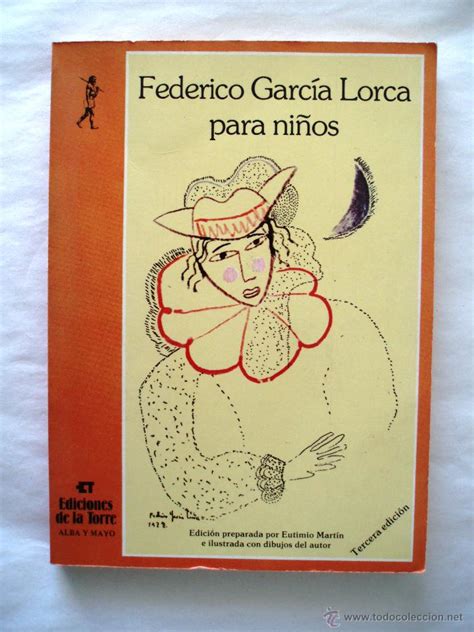 Federico García Lorca
para niños
Ediciones
de la Torre
ALBA Y MAYO
1927
Edición preparada por Eutimio Martín
e ilustrada con dibujos del autor
Tercera edición
© www.todocoleccion.net